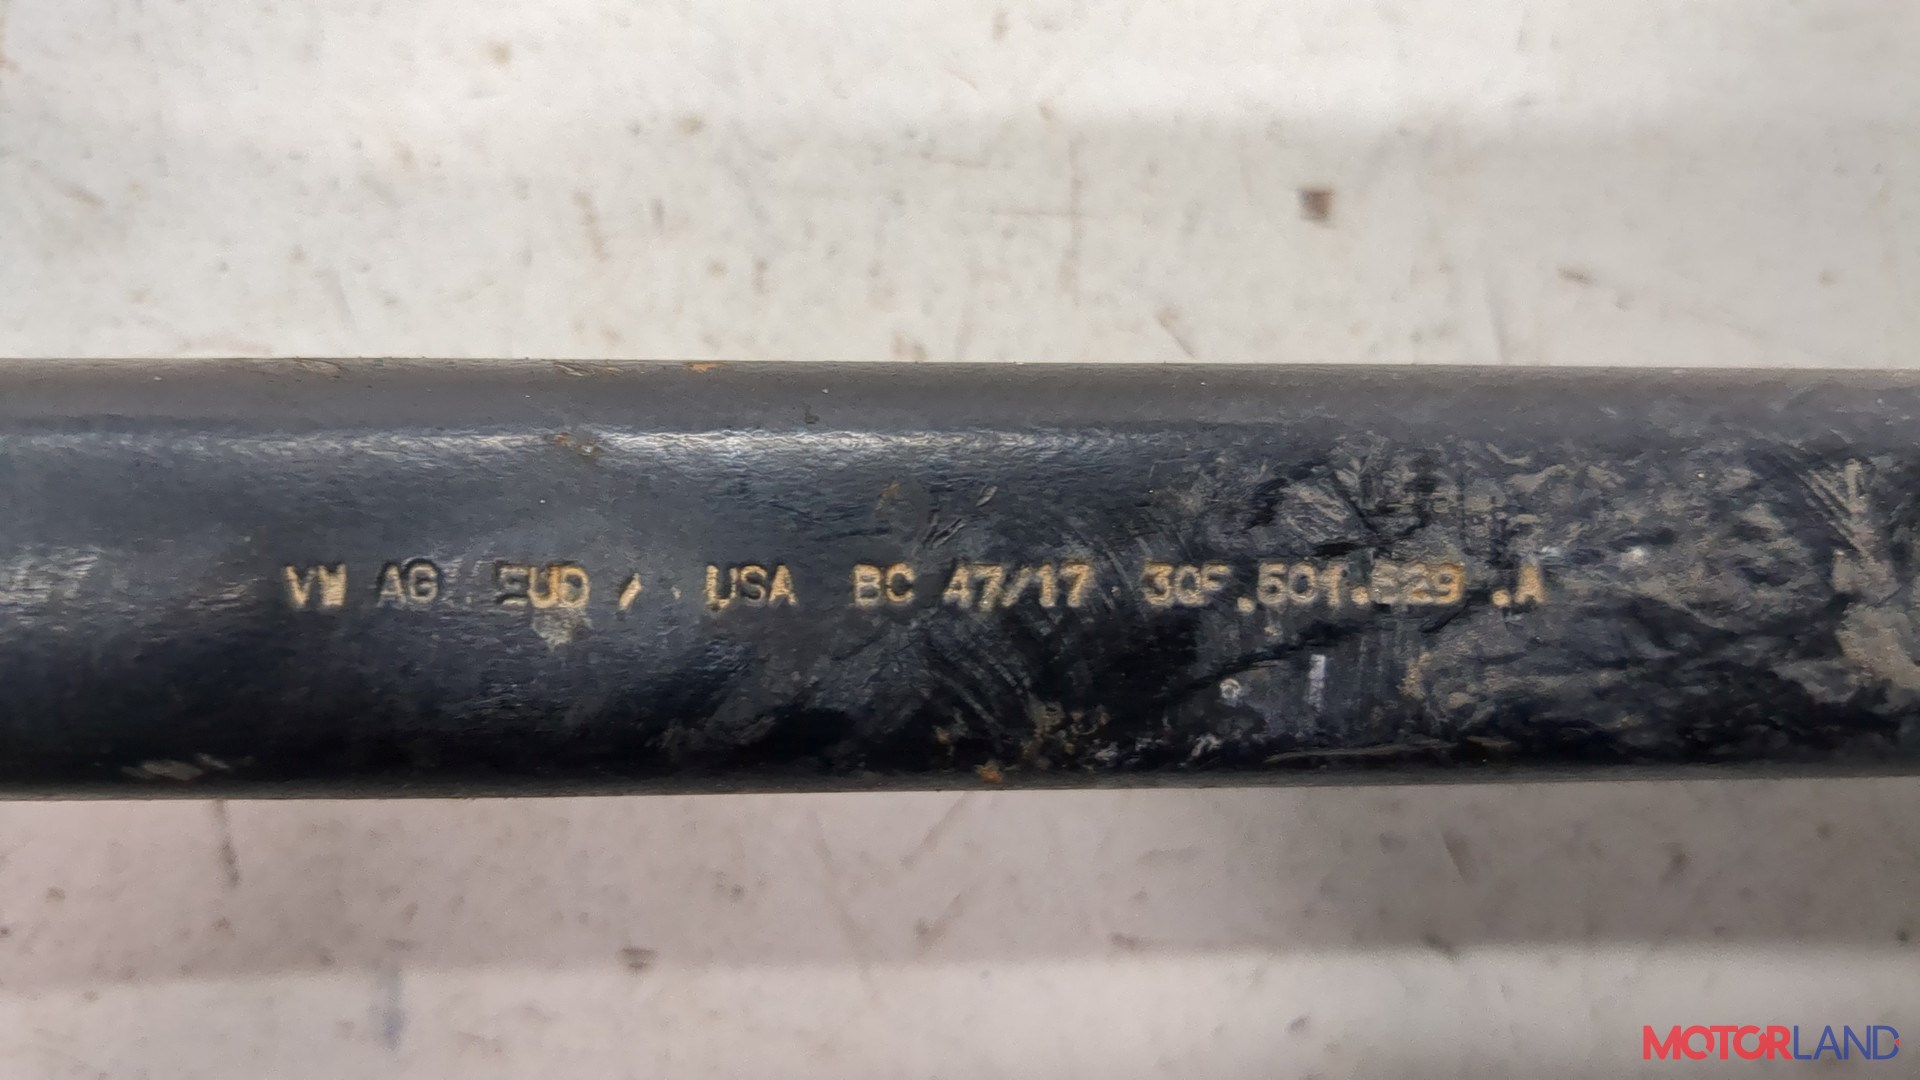 VW AG EUD / USA BC 47/17 3QF.501.529 .A
MOTORLAND